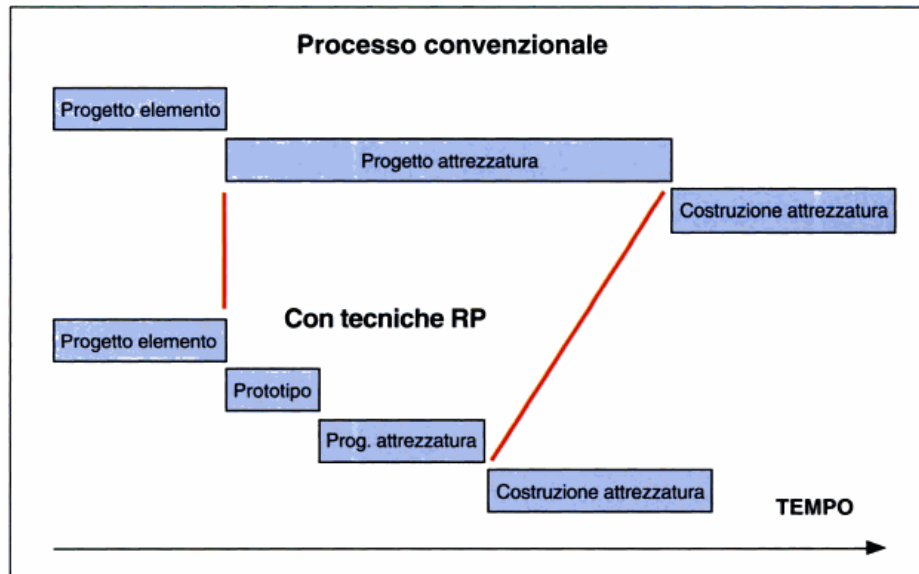 Processo convenzionale
Progetto elemento
Progetto attrezzatura
Costruzione attrezzatura
Con tecniche RP
Progetto elemento
Prototipo
Prog. attrezzatura
Costruzione attrezzatura
TEMPO